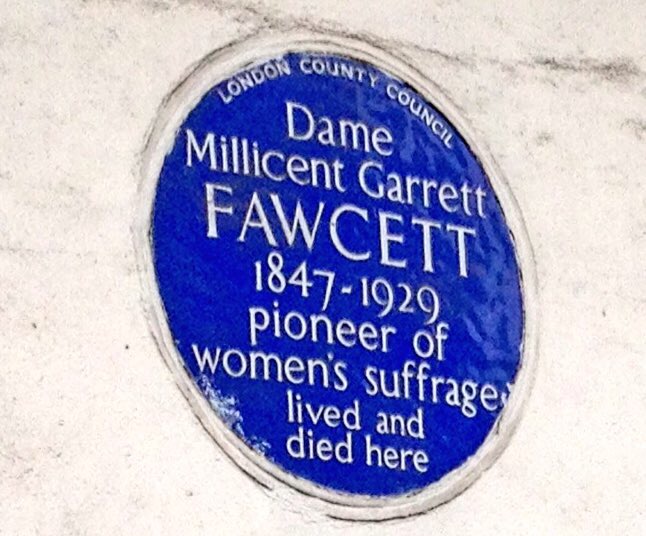 LONDON COUNTY COUNCIL
Dame
Millicent Garrett
FAWCETT
1847-1929
pioneer of
women's suffrage
lived and
died here